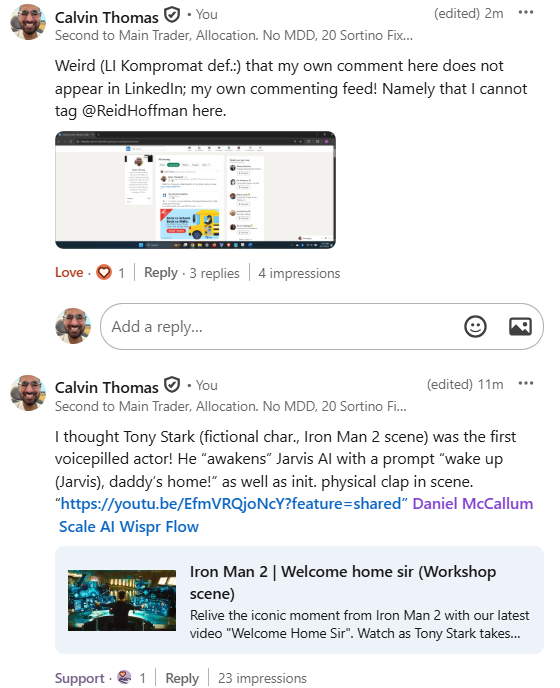 Calvin Thomas • You (edited) 2m
Second to Main Trader, Allocation. No MDD, 20 Sortino Fix...
Weird (LI Kompromat def.:) that my own comment here does not
appear in LinkedIn; my own commenting feed! Namely that I cannot
tag @ReidHoffman here.
Love · 1 | Reply · 3 replies | 4 impressions
Add a reply...
Calvin Thomas • You (edited) 11m
Second to Main Trader, Allocation. No MDD, 20 Sortino Fi...
I thought Tony Stark (fictional char., Iron Man 2 scene) was the first
voicepilled actor! He “awakens” Jarvis AI with a prompt “wake up
(Jarvis), daddy’s home!” as well as init. physical clap in scene.
“https://youtu.be/EfmVRQjoNcY?feature=shared” Daniel McCallum
Scale AI Wispr Flow
Iron Man 2 | Welcome home sir (Workshop
scene)
Relive the iconic moment from Iron Man 2 with our latest
video "Welcome Home Sir". Watch as Tony Stark takes...
Support · 1 | Reply | 23 impressions